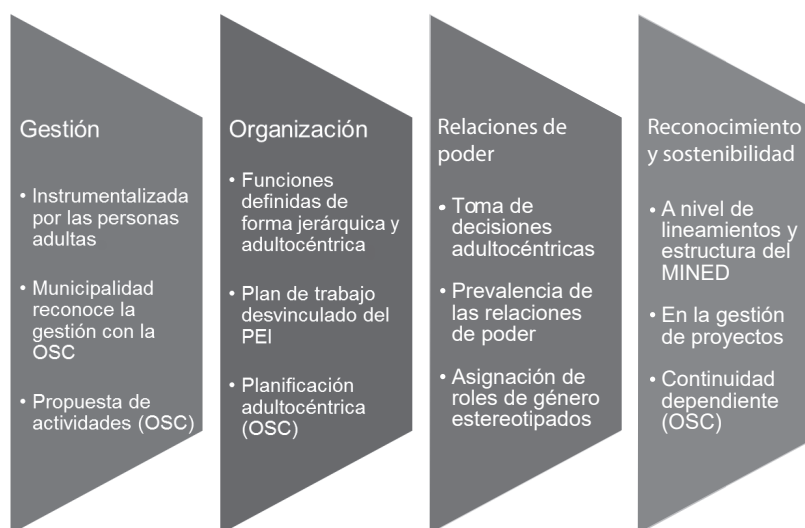 Gestión
• Instrumentalizada
por las personas
adultas
• Municipalidad
reconoce la
gestión con la
OSC
• Propuesta de
actividades (OSC)
Organización
• Funciones
definidas de
forma jerárquica y
adultocéntrica
• Plan de trabajo
desvinculado del
PEI
• Planificación
adultocéntrica
(OSC)
Relaciones de
poder
• Toma de
decisiones
adultocéntricas
• Prevalencia de
las relaciones
de poder
• Asignación de
roles de género
estereotipados
Reconocimiento
y sostenibilidad
• A nivel de
lineamientos y
estructura del
MINED
• En la gestión
de proyectos
• Continuidad
dependiente
(OSC)